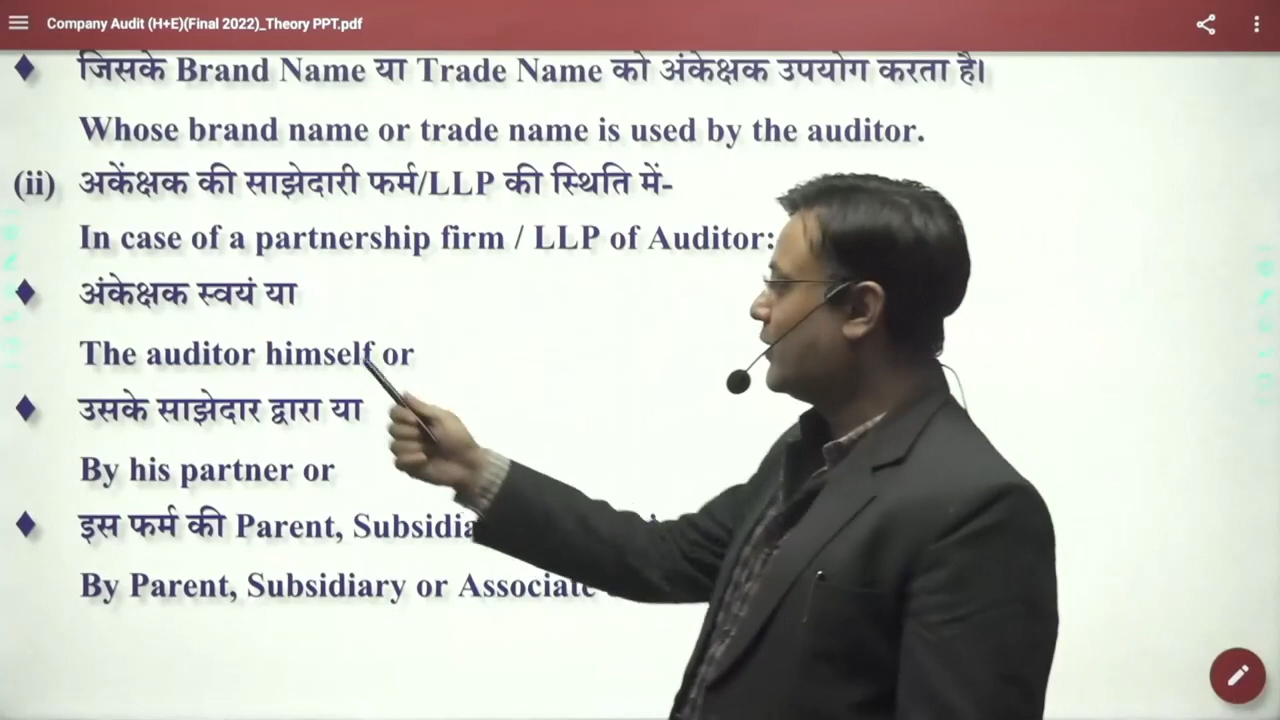 Company Audit (H+E)(Final 2022)_Theory PPT.pdf
♦ जिसके Brand Name या Trade Name को अंकेक्षक उपयोग करता है।
Whose brand name or trade name is used by the auditor.
(ii) अकेंक्षक की साझेदारी फर्म/LLP की स्थिति में-
In case of a partnership firm / LLP of Auditor:
♦ अंकेक्षक स्वयं या
The auditor himself or
♦ उसके साझेदार द्वारा या
By his partner or
♦ इस फर्म की Parent,
By Parent, Subsidiary or Associate